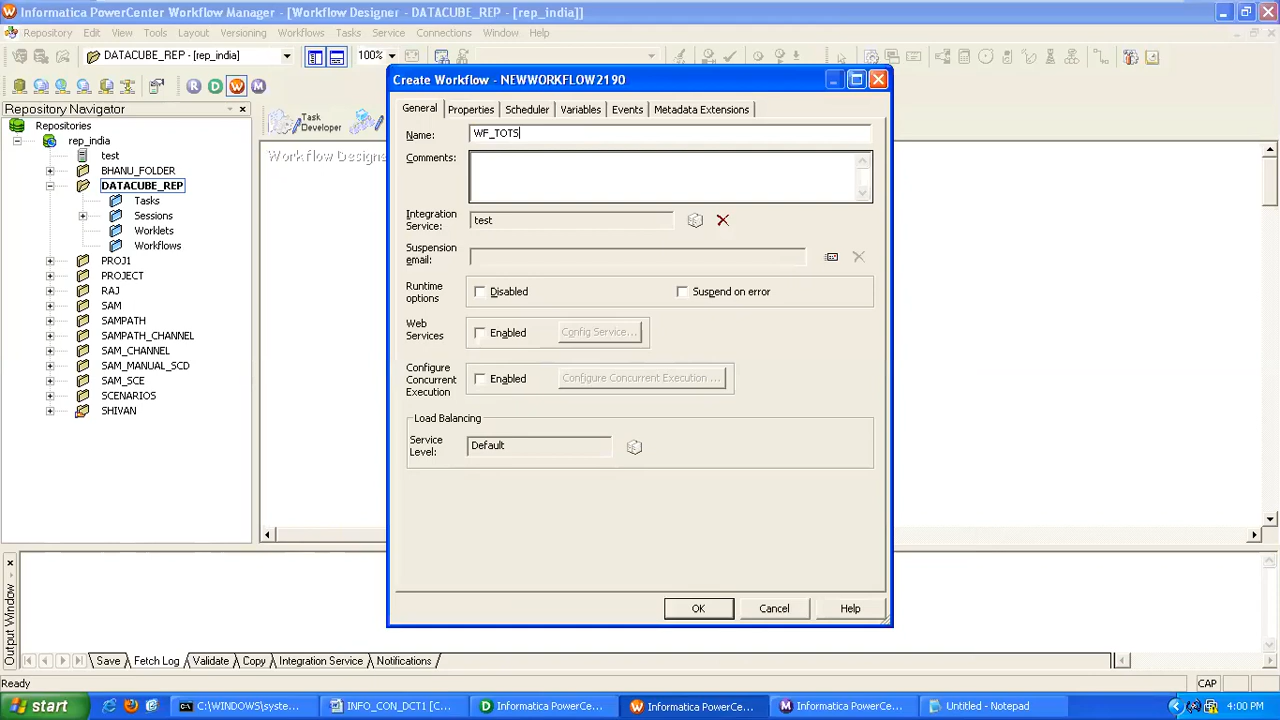 Informatica PowerCenter Workflow Manager - [Workflow Designer - DATACUBE_REP - [rep_india]]
Repository Edit View Tools Layout Versioning Workflows Tasks Service Connections Window Help
DATACUBE_REP - [rep_india] 100%
R D W M
Repository Navigator
Repositories
rep_india
test
BHANU_FOLDER
DATACUBE_REP
Tasks
Sessions
Worklets
Workflows
PROJ1
PROJECT
RAJ
SAM
SAMPATH
SAMPATH_CHANNEL
SAM_CHANNEL
SAM_MANUAL_SCD
SAM_SCE
SCENARIOS
SHIVAN
Task Developer
Workflow Designer
Create Workflow - NEWWORKFLOW2190
General Properties Scheduler Variables Events Metadata Extensions
Name: WF_TOTS
Comments:
Integration Service: test
Suspension email:
Runtime options Disabled Suspend on error
Web Services Enabled Config Service...
Configure Concurrent Execution Enabled Configure Concurrent Execution ...
Load Balancing
Service Level: Default
OK Cancel Help
Output Window
Save Fetch Log Validate Copy Integration Service Notifications
Ready CAP
start C:\WINDOWS\syste... INFO_CON_DCT1 [C... Informatica PowerCe... Informatica PowerCe... Informatica PowerCe... Untitled - Notepad 4:00 PM